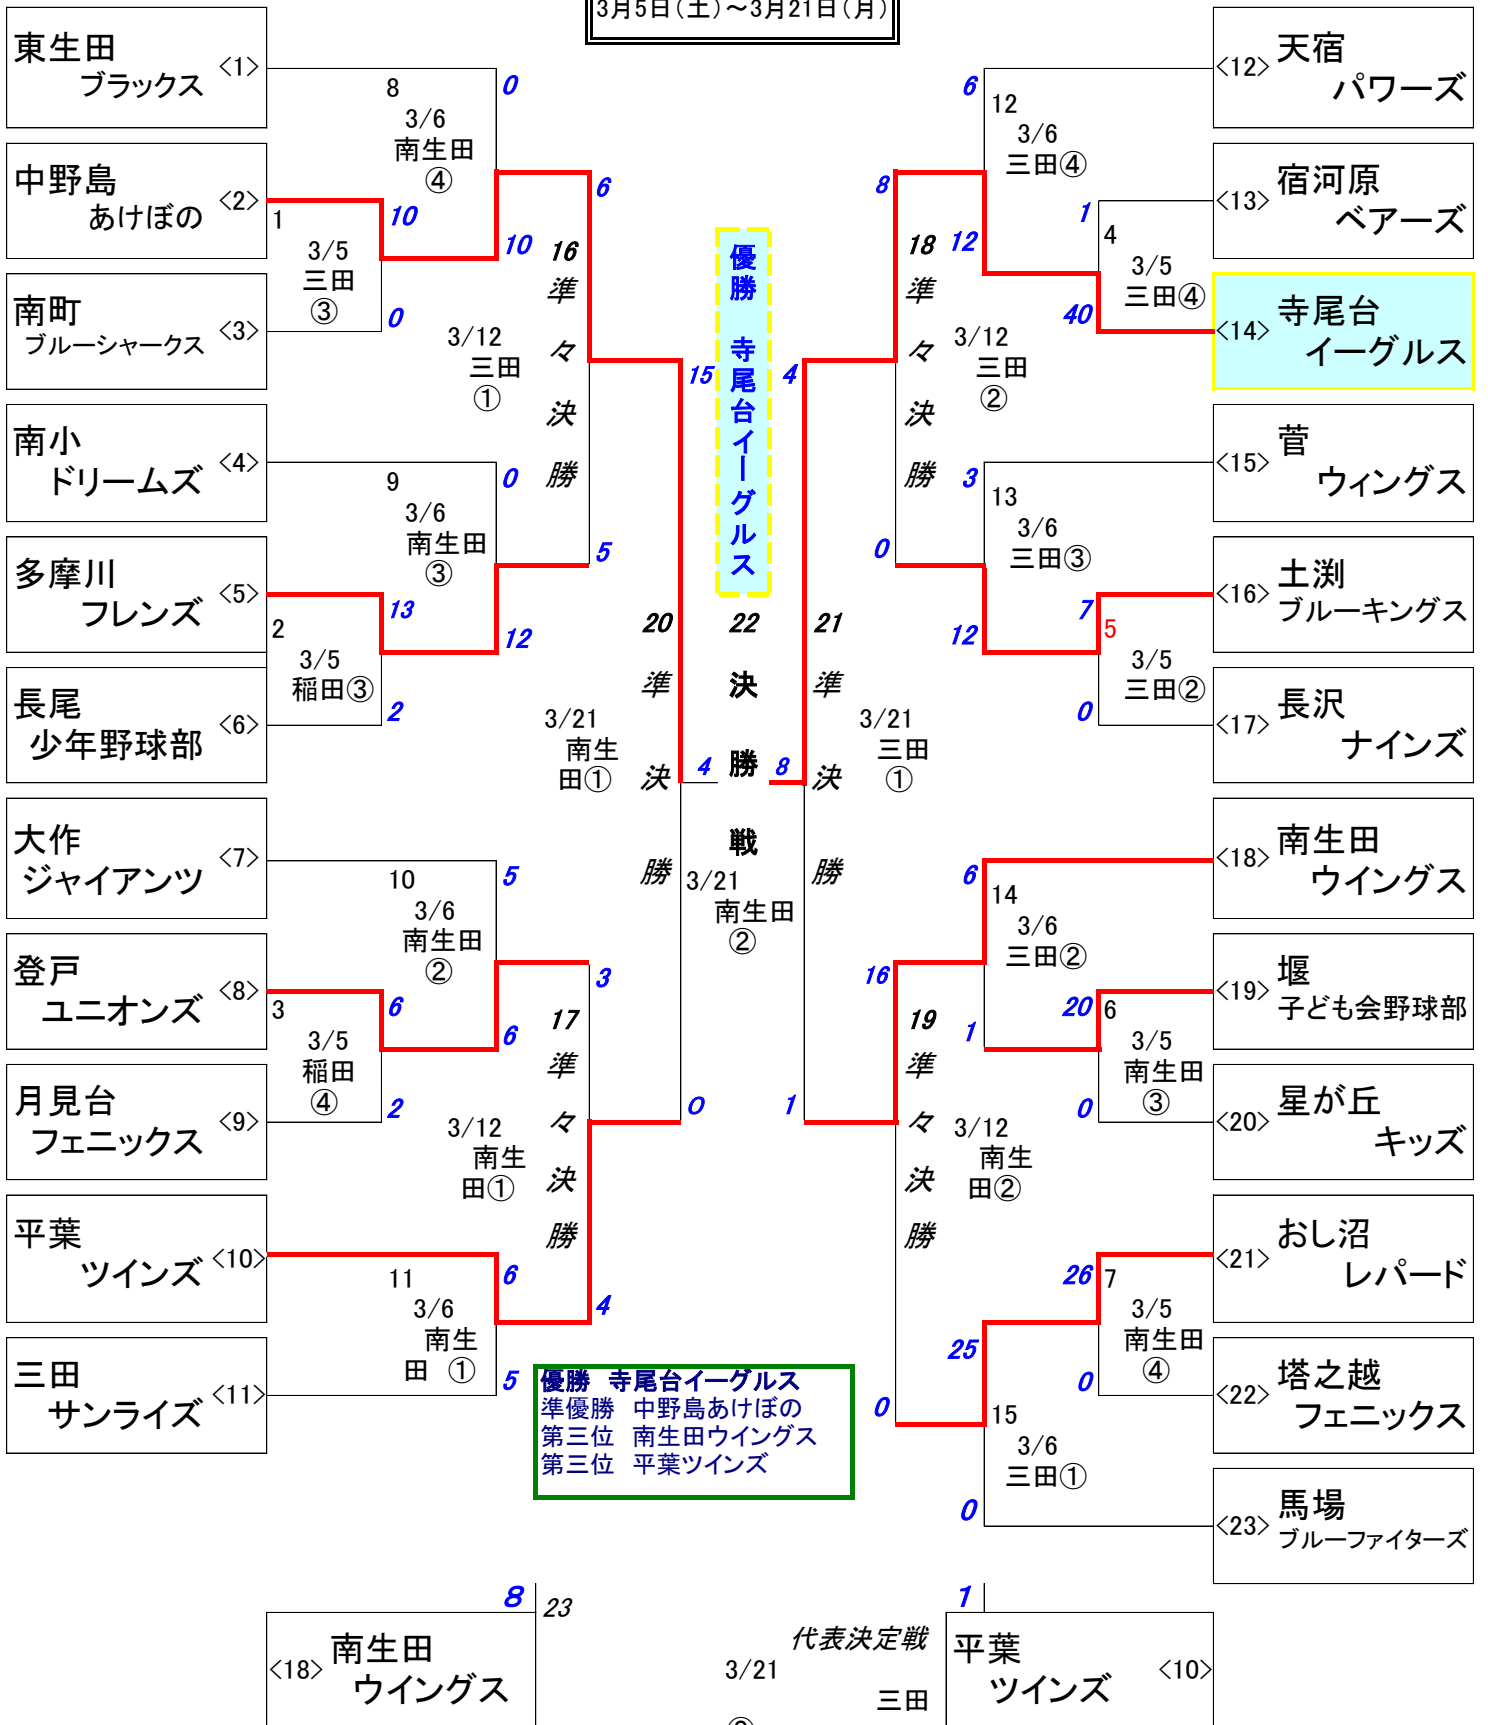 3月5日(土)～3月21日(月)
東生田
ブラックス
<1>
中野島
あけぼの
<2>
南町
ブルーシャークス
<3>
南小
ドリームズ
<4>
多摩川
フレンズ
<5>
長尾
少年野球部
<6>
大作
ジャイアンツ
<7>
登戸
ユニオンズ
<8>
月見台
フェニックス
<9>
平葉
ツインズ
<10>
三田
サンライズ
<11>
1
3/5
三田
③
10
0
2
3/5
稲田③
13
2
3
3/5
稲田
④
6
2
8
3/6
南生田
④
0
10
9
3/6
南生田
③
0
12
10
3/6
南生田
②
5
6
11
3/6
南生
田 ①
6
5
16
準
々
決
勝
3/12
三田
①
6
5
17
準
々
決
勝
3/12
南生
田①
3
4
20
準
決
勝
3/21
南生
田①
15
0
優勝 寺尾台イーグルス
22
決
勝
戦
4
8
3/21
南生田
②
21
準
決
勝
3/21
三田
①
4
1
18
準
々
決
勝
3/12
三田
②
8
0
19
準
々
決
勝
3/12
南生
田②
16
0
12
3/6
三田④
6
12
13
3/6
三田③
3
12
14
3/6
三田②
6
1
15
3/6
三田①
25
0
4
3/5
三田④
1
40
5
3/5
三田②
7
0
6
3/5
南生田
③
20
0
7
3/5
南生田
④
26
0
<12>
天宿
パワーズ
<13>
宿河原
ベアーズ
<14>
寺尾台
イーグルス
<15>
菅
ウィングス
<16>
土渕
ブルーキングス
<17>
長沢
ナインズ
<18>
南生田
ウイングス
<19>
堰
子ども会野球部
<20>
星が丘
キッズ
<21>
おし沼
レパード
<22>
塔之越
フェニックス
<23>
馬場
ブルーファイターズ
優勝 寺尾台イーグルス
準優勝 中野島あけぼの
第三位 南生田ウイングス
第三位 平葉ツインズ
8
23
1
<18>
南生田
ウイングス
代表決定戦
3/21
三田
平葉
ツインズ
<10>